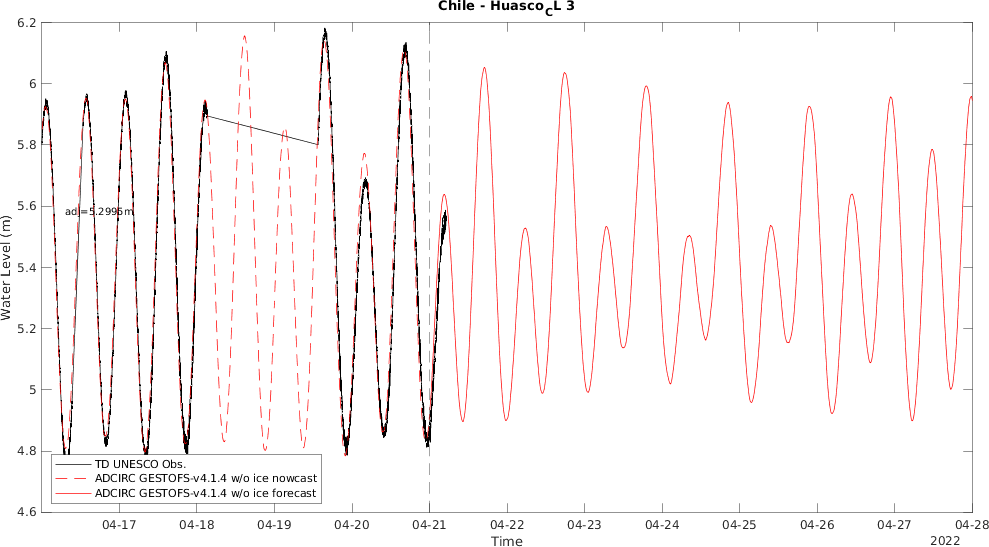 Chile - Huasco_CL 3
Water Level (m)
6.2
6
5.8
5.6
5.4
5.2
5
4.8
4.6
adj=5.2996m
TD UNESCO Obs.
ADCIRC GESTOFS-v4.1.4 w/o ice nowcast
ADCIRC GESTOFS-v4.1.4 w/o ice forecast
04-17 04-18 04-19 04-20 04-21 04-22 04-23 04-24 04-25 04-26 04-27 04-28
Time
2022